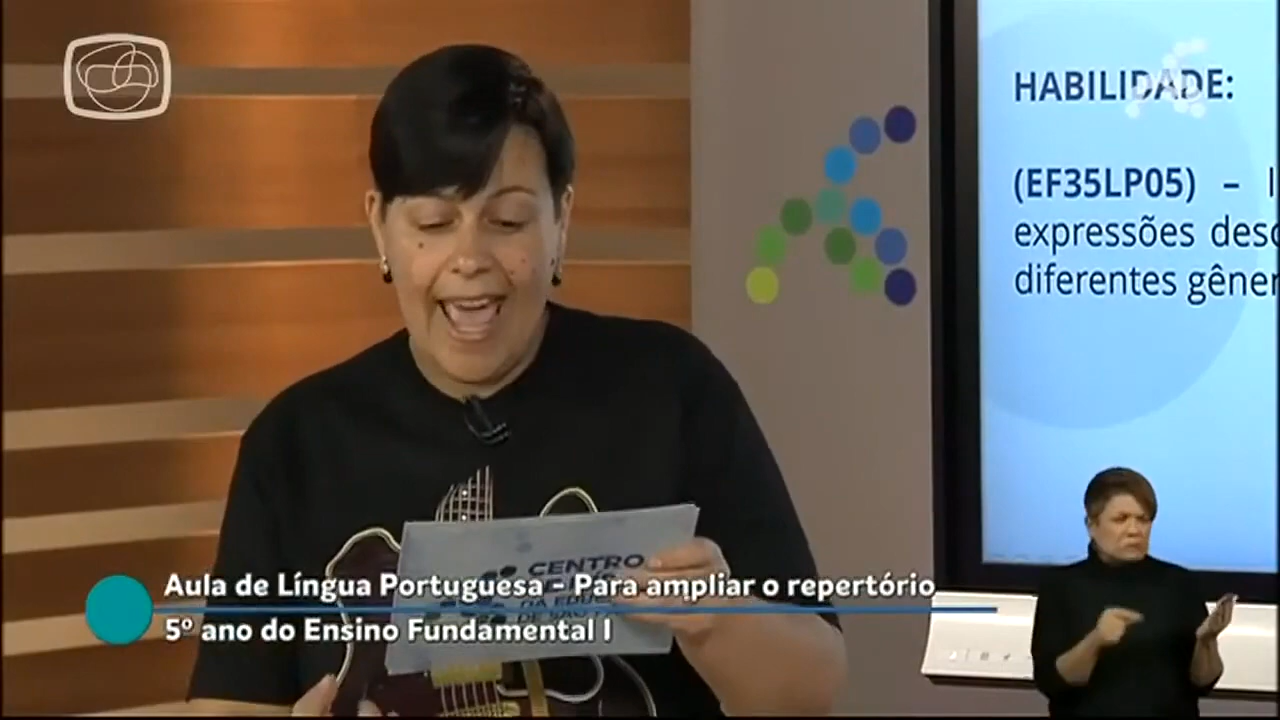 HABILIDADE:
(EF35LP05) –
expressões
diferentes
Aula de Língua Portuguesa - Para ampliar o repertório
5º ano do Ensino Fundamental I
CENTRO